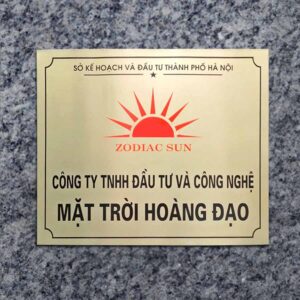 SỞ KẾ HOẠCH VÀ ĐẦU TƯ THÀNH PHỐ HÀ NỘI
ZODIAC SUN
CÔNG TY TNHH ĐẦU TƯ VÀ CÔNG NGHỆ
MẶT TRỜI HOÀNG ĐẠO